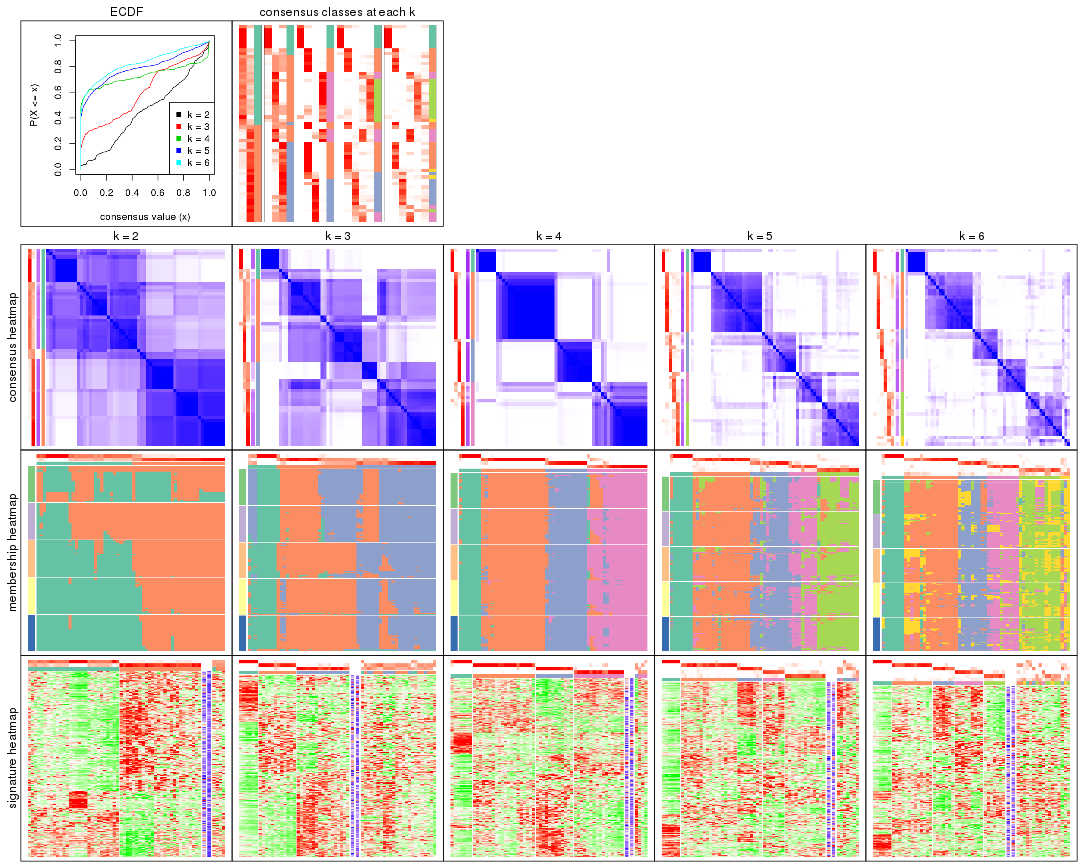 ECDF
consensus classes at each k
P(X <= x)
0.0
0.2
0.4
0.6
0.8
1.0
k = 2
k = 3
k = 4
k = 5
k = 6
0.0 0.2 0.4 0.6 0.8 1.0
consensus value (x)
k = 2
k = 3
k = 4
k = 5
k = 6
consensus heatmap
membership heatmap
signature heatmap